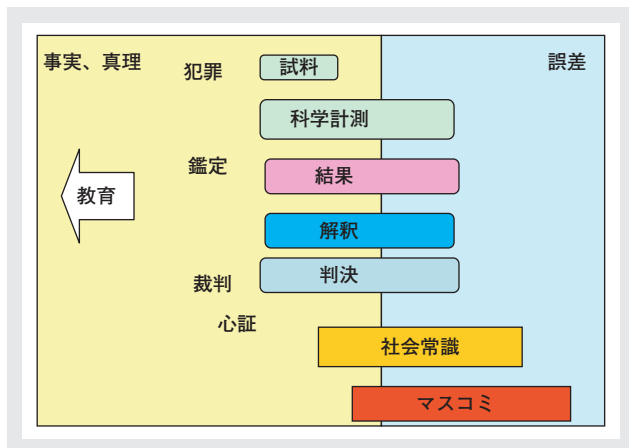 事実、真理
誤差
犯罪
試料
科学計測
鑑定
結果
教育
解釈
判決
裁判
心証
社会常識
マスコミ